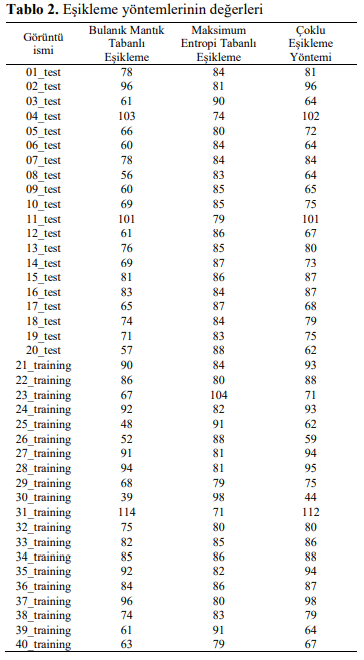 Tablo 2. Eşikleme yöntemlerinin değerleri
Görüntü ismi Bulanık Mantık Tabanlı Eşikleme Maksimum Entropi Tabanlı Eşikleme Çoklu Eşikleme Yöntemi
01_test 78 84 81
02_test 96 81 96
03_test 61 90 64
04_test 103 74 102
05_test 66 80 72
06_test 60 84 64
07_test 78 84 84
08_test 56 83 64
09_test 60 85 65
10_test 69 85 75
11_test 101 79 101
12_test 61 86 67
13_test 76 85 80
14_test 69 87 73
15_test 81 86 87
16_test 83 84 87
17_test 65 87 68
18_test 74 84 79
19_test 71 83 75
20_test 57 88 62
21_training 90 84 93
22_training 86 80 88
23_training 67 104 71
24_training 92 82 93
25_training 48 91 62
26_training 52 88 59
27_training 91 81 94
28_training 94 81 95
29_training 68 79 75
30_training 39 98 44
31_training 114 71 112
32_training 75 80 80
33_training 82 85 86
34_training 85 86 88
35_training 92 82 94
36_training 84 86 87
37_training 96 80 98
38_training 74 83 79
39_training 61 91 64
40_training 63 79 67